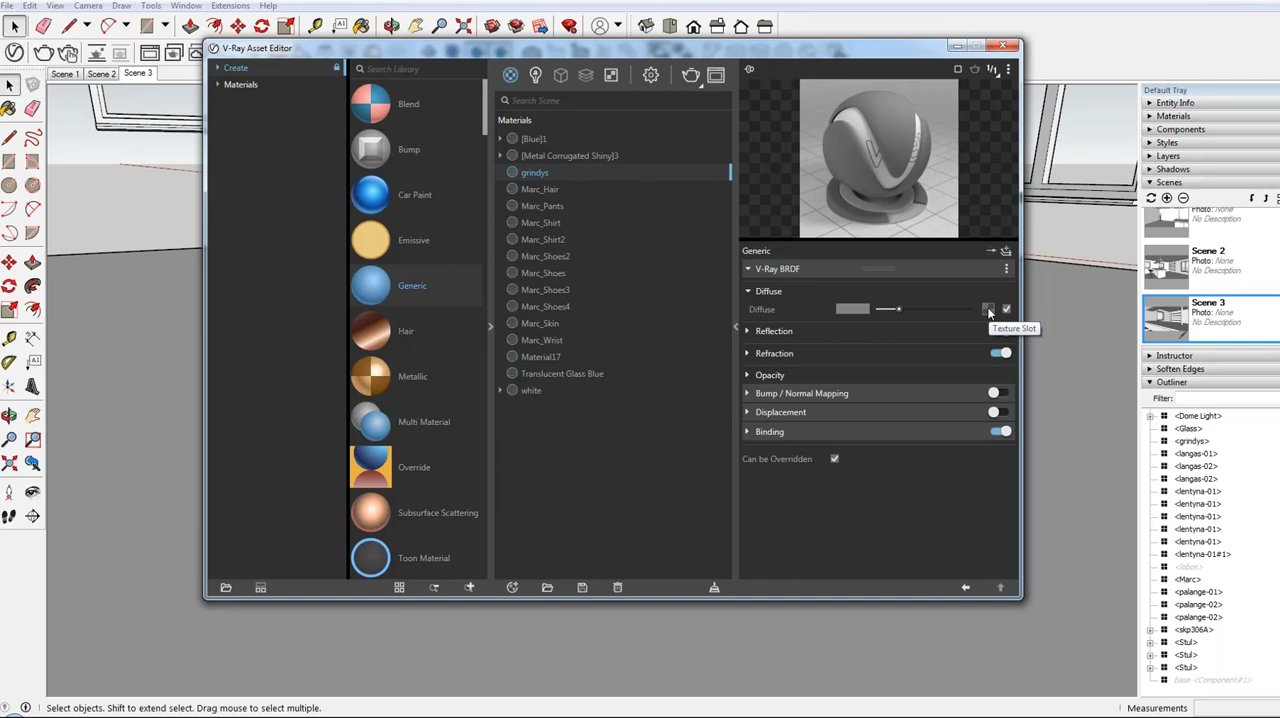 File Edit View Camera Draw Tools Window Extensions Help
Scene 1 Scene 2 Scene 3
V-Ray Asset Editor
Create
Materials
Search Library
Blend
Bump
Car Paint
Emissive
Generic
Hair
Metallic
Multi Material
Override
Subsurface Scattering
Toon Material
Search Scene
Materials
[Blue]1
[Metal Corrugated Shiny]3
grindys
Marc_Hair
Marc_Pants
Marc_Shirt
Marc_Shirt2
Marc_Shoes2
Marc_Shoes
Marc_Shoes3
Marc_Shoes4
Marc_Skin
Marc_Wrist
Material17
Translucent Glass Blue
white
Generic
V-Ray BRDF
Diffuse
Diffuse
Texture Slot
Reflection
Refraction
Opacity
Bump / Normal Mapping
Displacement
Binding
Can be Overridden
Default Tray
Entity Info
Materials
Components
Styles
Layers
Shadows
Scenes
Photo: None
No Description
Scene 2
Photo: None
No Description
Scene 3
Photo: None
No Description
Instructor
Soften Edges
Outliner
Filter:
<Dome Light>
<Glass>
<grindys>
<langas-01>
<langas-02>
<langas-02>
<lentyna-01>
<lentyna-01>
<lentyna-01>
<lentyna-01>
<lentyna-01#1>
<Marc>
<palange-01>
<palange-02>
<palange-02>
<skp306A>
<Stul>
<Stul>
<Stul>
base <Component#1>
Select objects. Shift to extend select. Drag mouse to select multiple.
Measurements